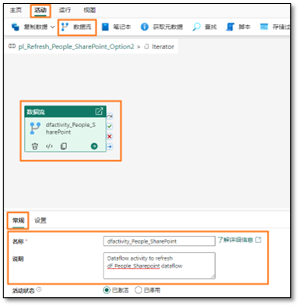 主页 活动 运行 视图
复制数据 数据流 笔记本 获取元数据 查找 脚本 存储过
pl_Refresh_People_SharePoint_Option2 > Iterator
数据流
dfactivity_People_S
harePoint
常规 设置
名称 * dfactivity_People_SharePoint 了解详细信息
说明 Dataflow activity to refresh
df_People_Sharepoint dataflow
活动状态 已激活 已停用